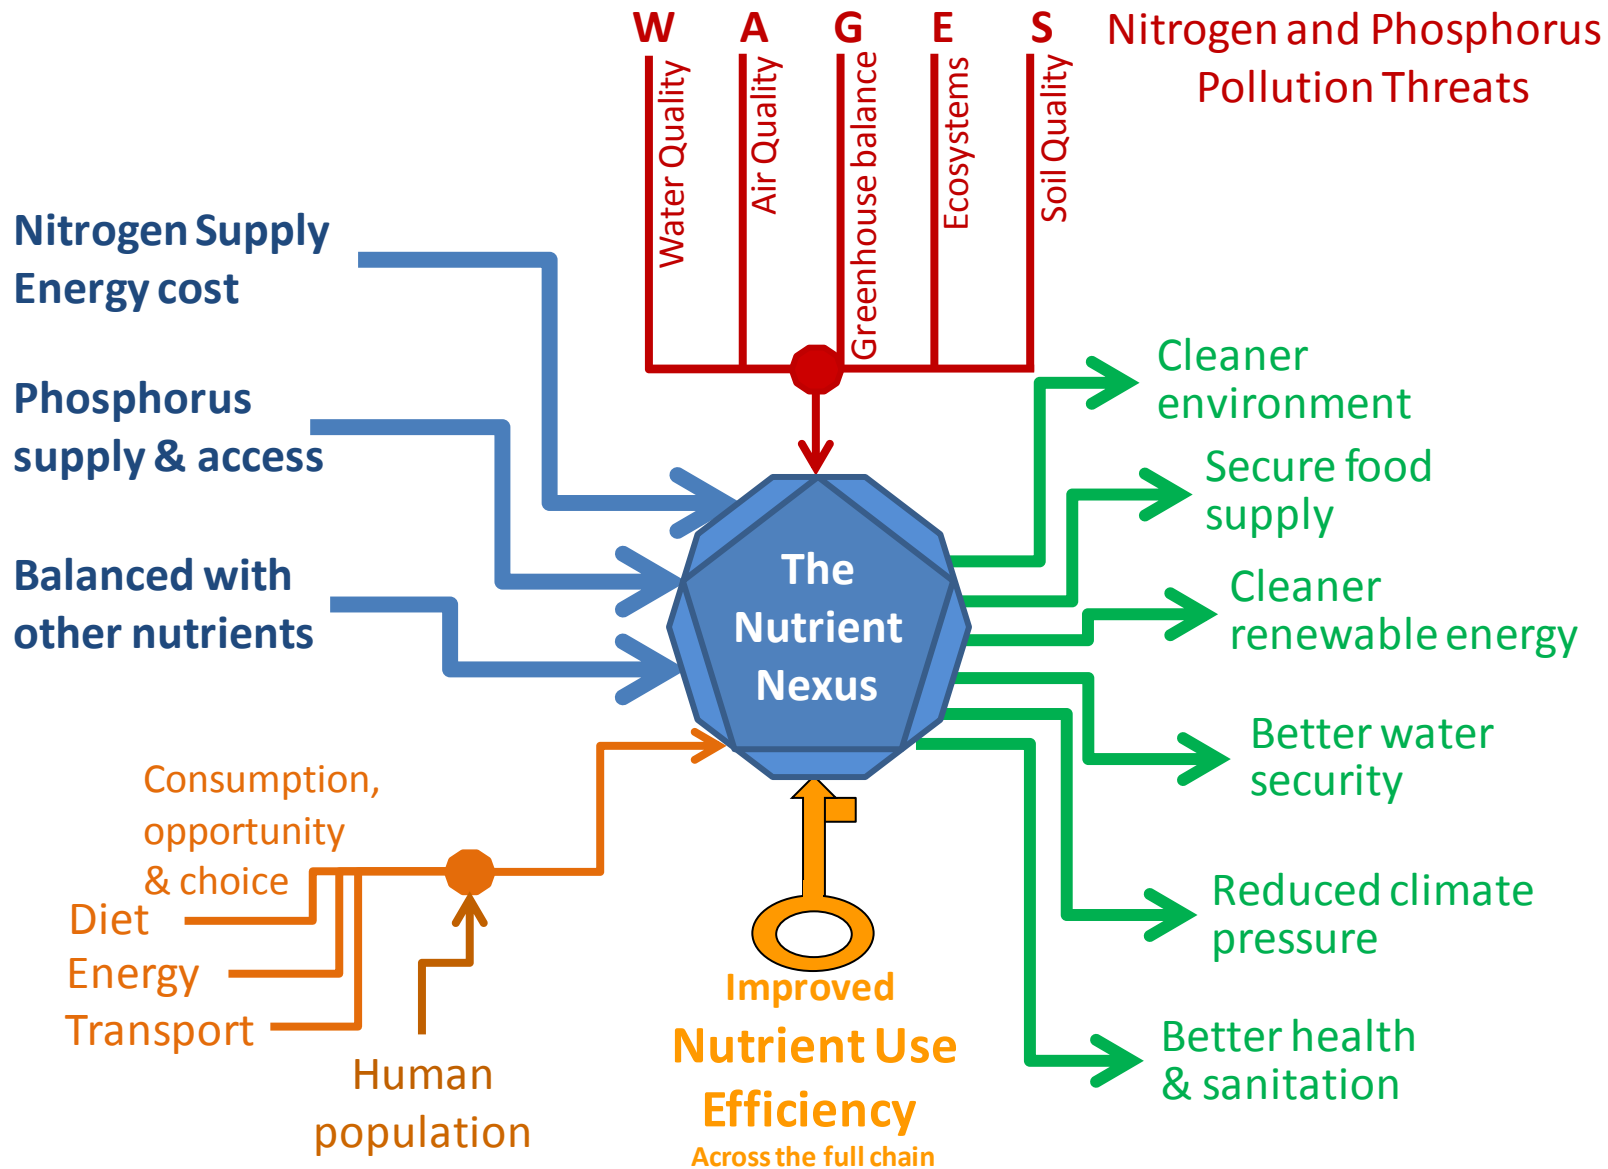 W A G E S
Nitrogen and Phosphorus
Pollution Threats
Water Quality
Air Quality
Greenhouse balance
Ecosystems
Soil Quality
Nitrogen Supply
Energy cost
Phosphorus
supply & access
Balanced with
other nutrients
The
Nutrient
Nexus
Cleaner
environment
Secure food
supply
Cleaner
renewable energy
Better water
security
Reduced climate
pressure
Better health
& sanitation
Consumption,
opportunity
& choice
Diet
Energy
Transport
Human
population
Improved
Nutrient Use
Efficiency
Across the full chain